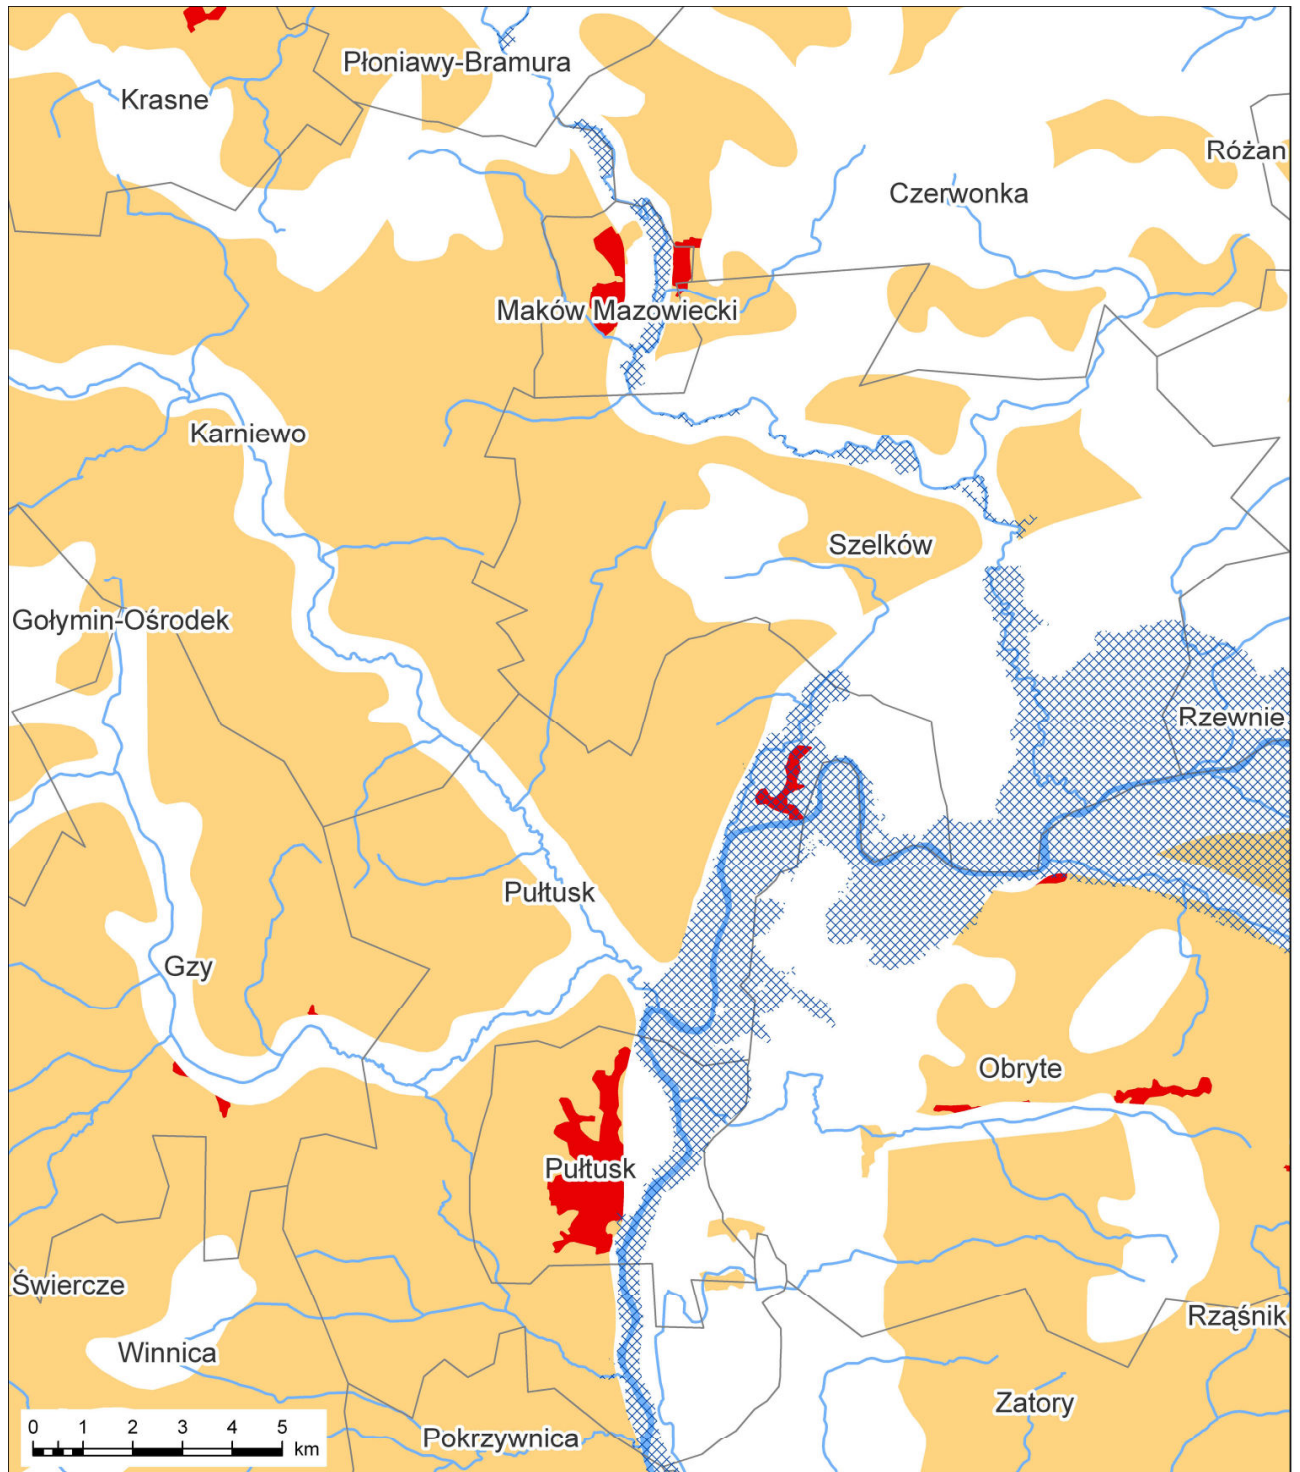 Płoniawy-Bramura
Krasne
Różan
Czerwonka
Maków Mazowiecki
Karniewo
Szelków
Gołymin-Ośrodek
Rzewnie
Pułtusk
Gzy
Obryte
Pułtusk
Świercze
Rząśnik
Winnica
Zatory
0 1 2 3 4 5
km
Pokrzywnica